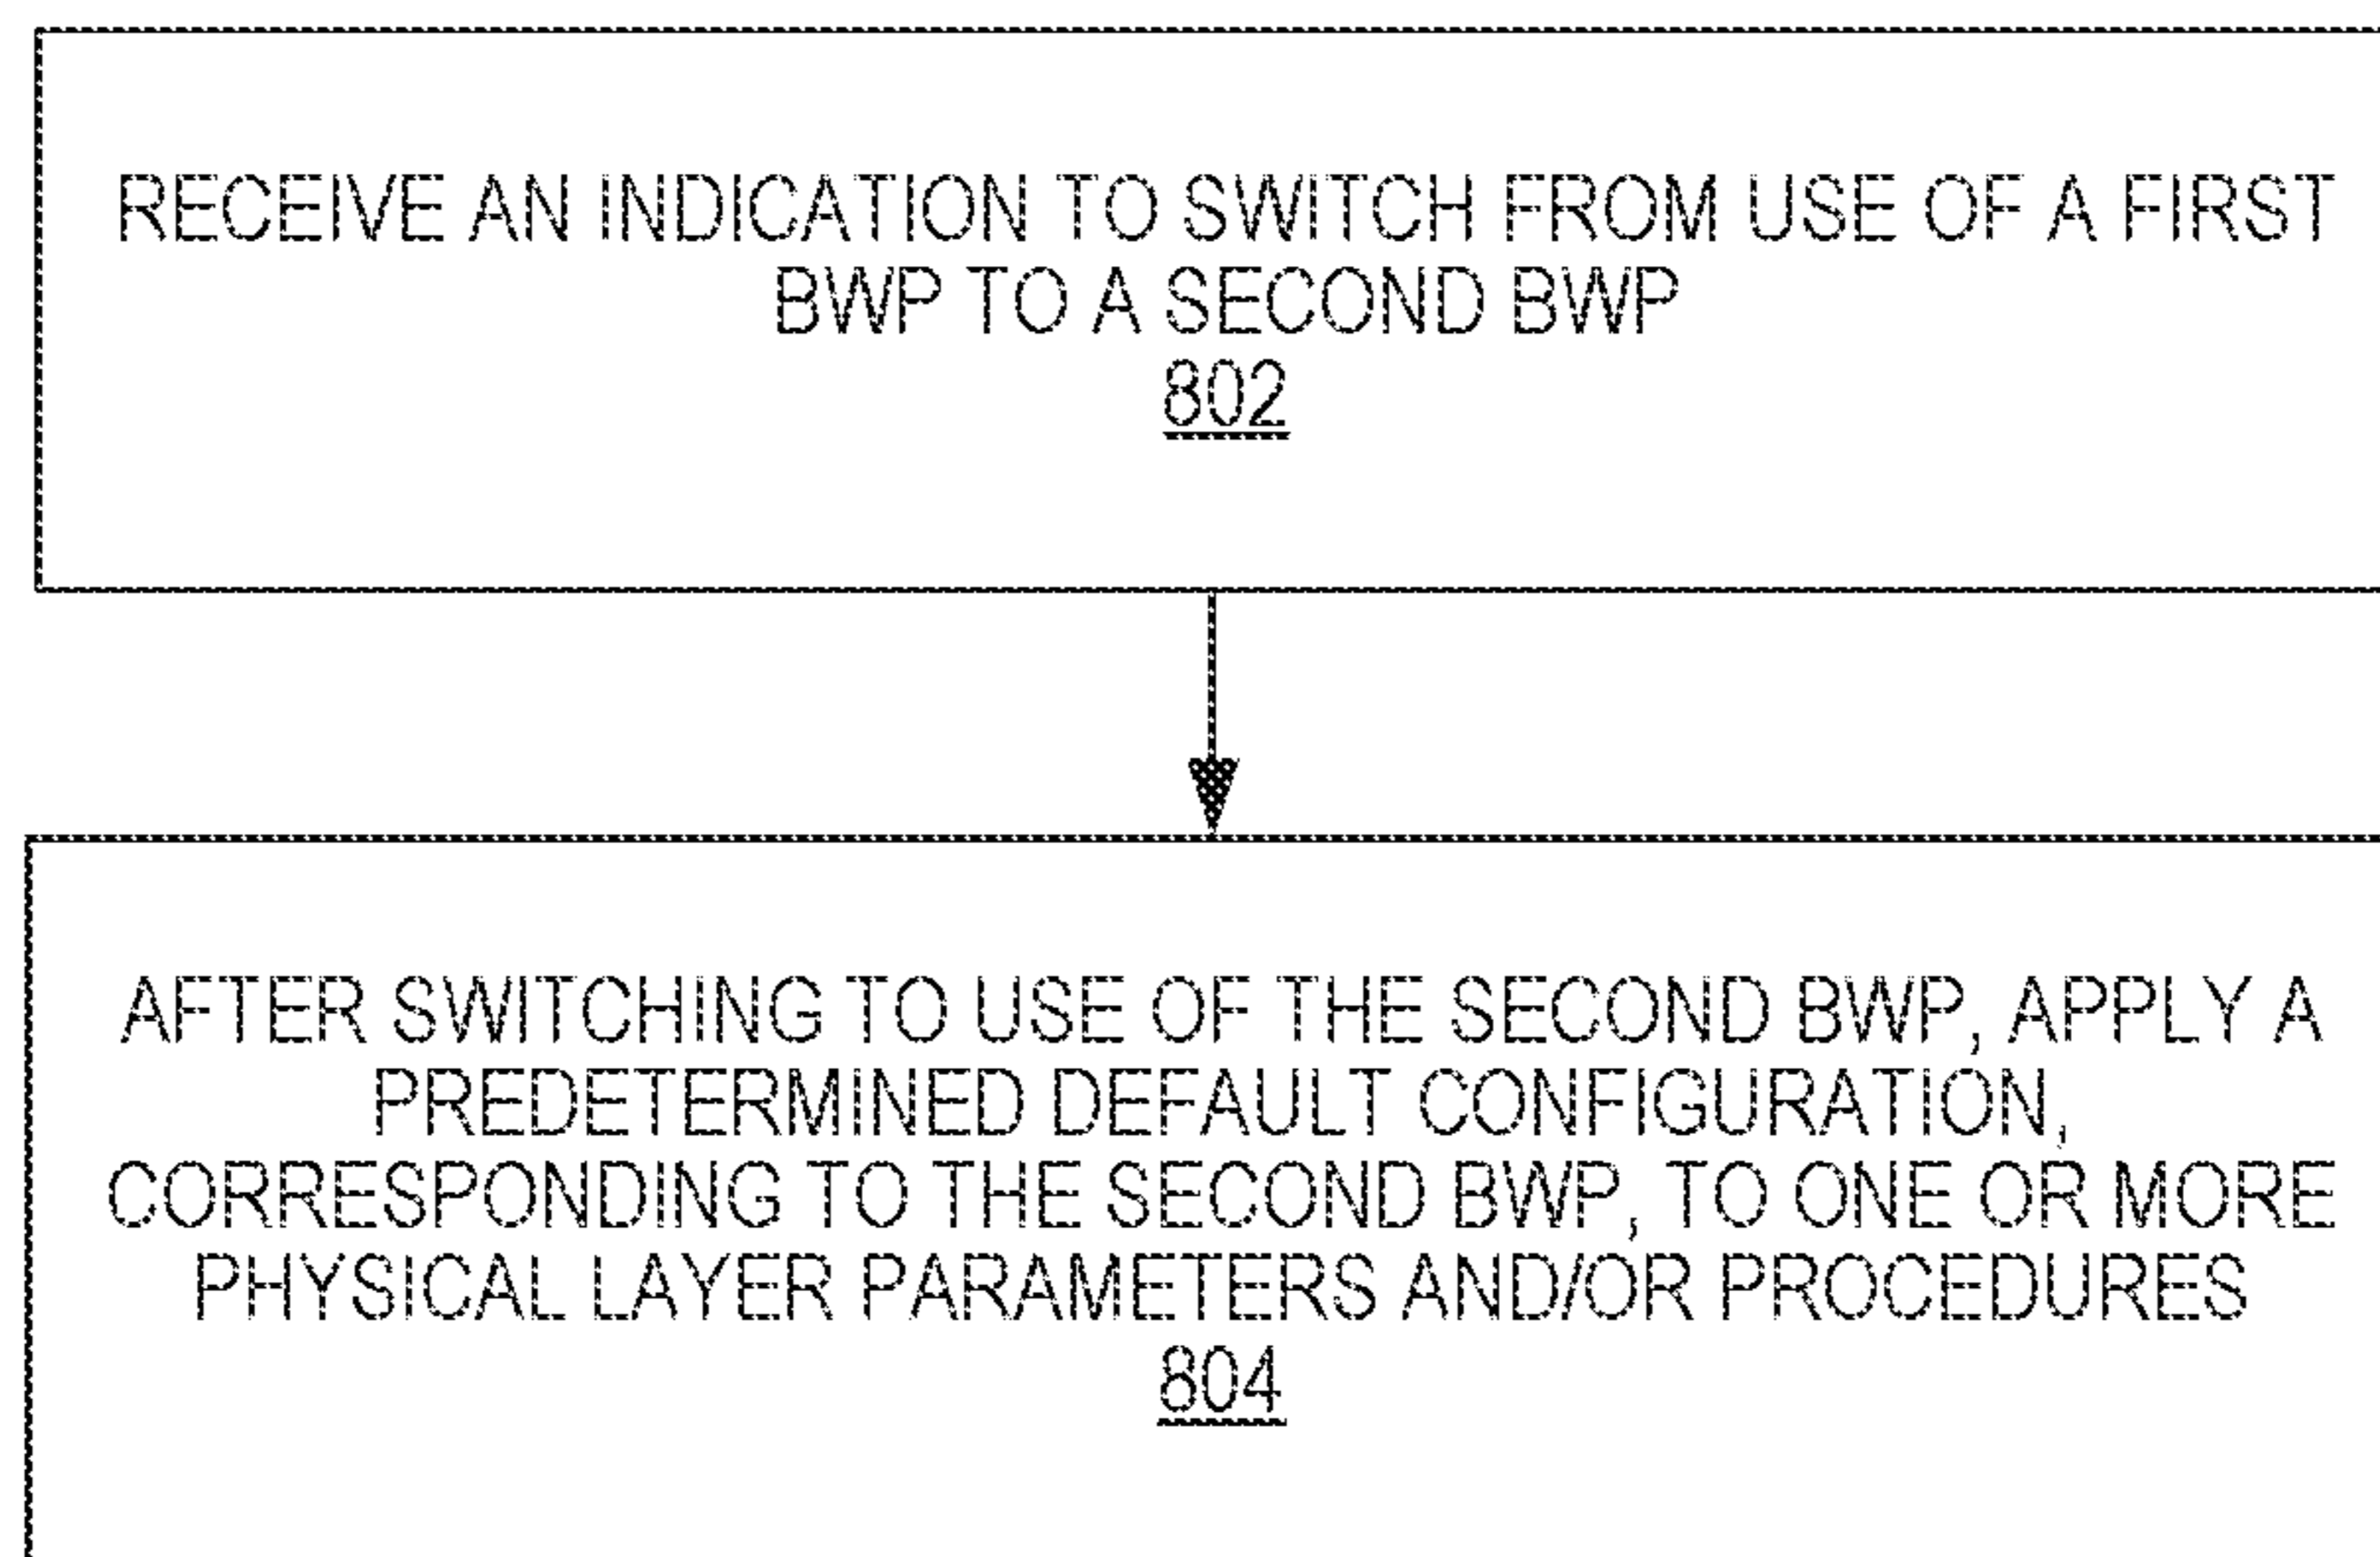 RECEIVE AN INDICATION TO SWITCH FROM USE OF A FIRST
BWP TO A SECOND BWP
802
AFTER SWITCHING TO USE OF THE SECOND BWP, APPLY A
PREDETERMINED DEFAULT CONFIGURATION,
CORRESPONDING TO THE SECOND BWP, TO ONE OR MORE
PHYSICAL LAYER PARAMETERS AND/OR PROCEDURES
804